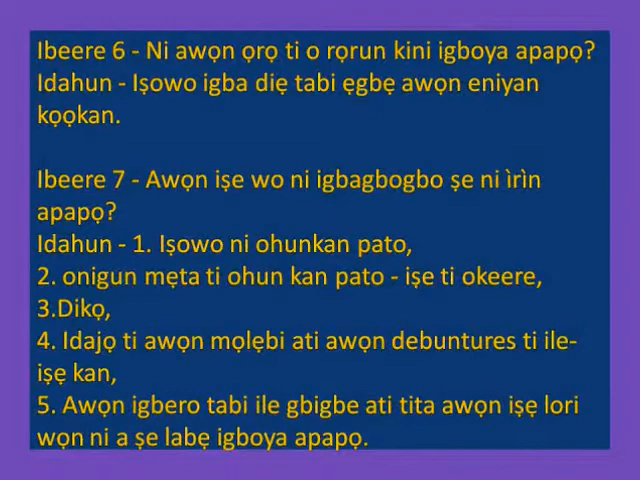 Ibeere 6 - Ni awọn ọrọ ti o rọrun kini igboya apapọ?
Idahun - Iṣowo igba diẹ tabi ẹgbẹ awọn eniyan
kọọkan.
Ibeere 7 - Awọn iṣe wo ni igbagbogbo ṣe ni ìrìn
apapọ?
Idahun - 1. Iṣowo ni ohunkan pato,
2. onigun mẹta ti ohun kan pato - iṣe ti okeere,
3.Dikọ,
4. Idajọ ti awọn mọlẹbi ati awọn debuntures ti ile-
iṣẹ kan,
5. Awọn igbero tabi ile gbigbe ati tita awọn iṣẹ lori
wọn ni a ṣe labẹ igboya apapọ.